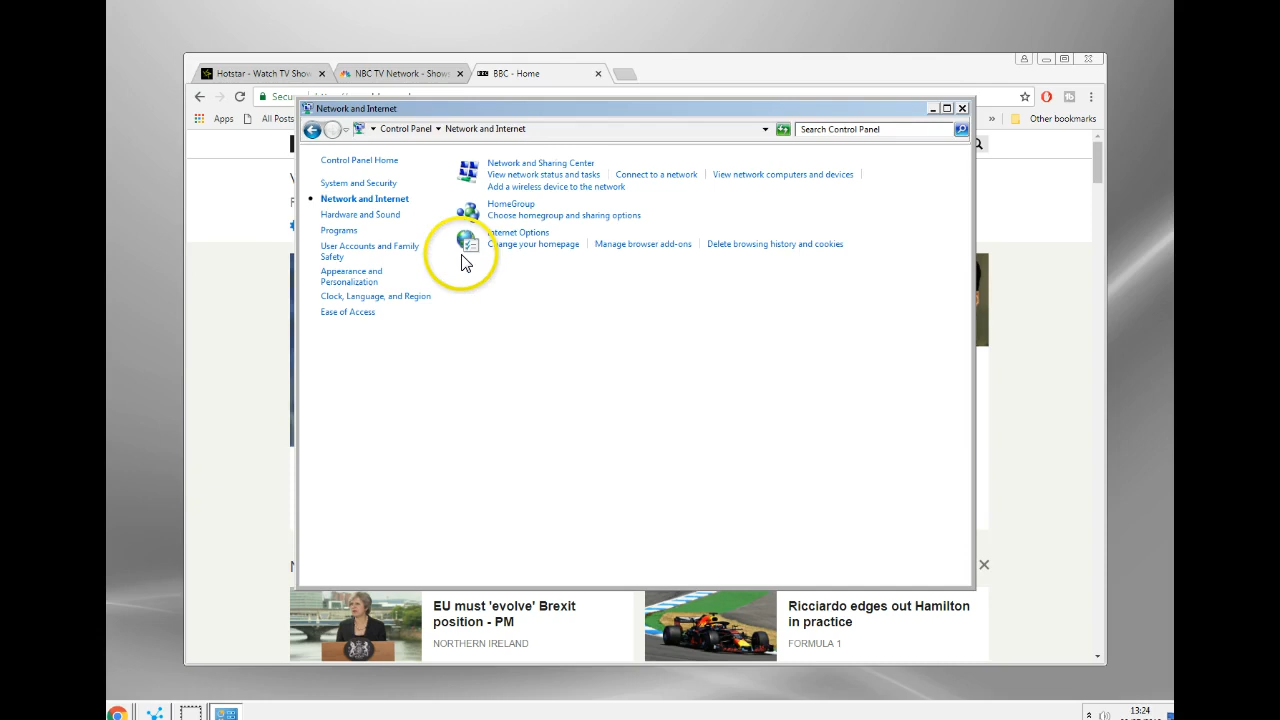 Hotstar - Watch TV Show
NBC TV Network - Shows
BBC - Home
Secu
Apps
All Posts
»
Other bookmarks
Network and Internet
Control Panel
Network and Internet
Search Control Panel
Control Panel Home
System and Security
Network and Internet
Hardware and Sound
Programs
User Accounts and Family
Safety
Appearance and
Personalization
Clock, Language, and Region
Ease of Access
Network and Sharing Center
View network status and tasks
Connect to a network
View network computers and devices
Add a wireless device to the network
HomeGroup
Choose homegroup and sharing options
Internet Options
Change your homepage
Manage browser add-ons
Delete browsing history and cookies
EU must 'evolve' Brexit
position - PM
NORTHERN IRELAND
Ricciardo edges out Hamilton
in practice
FORMULA 1
13:24